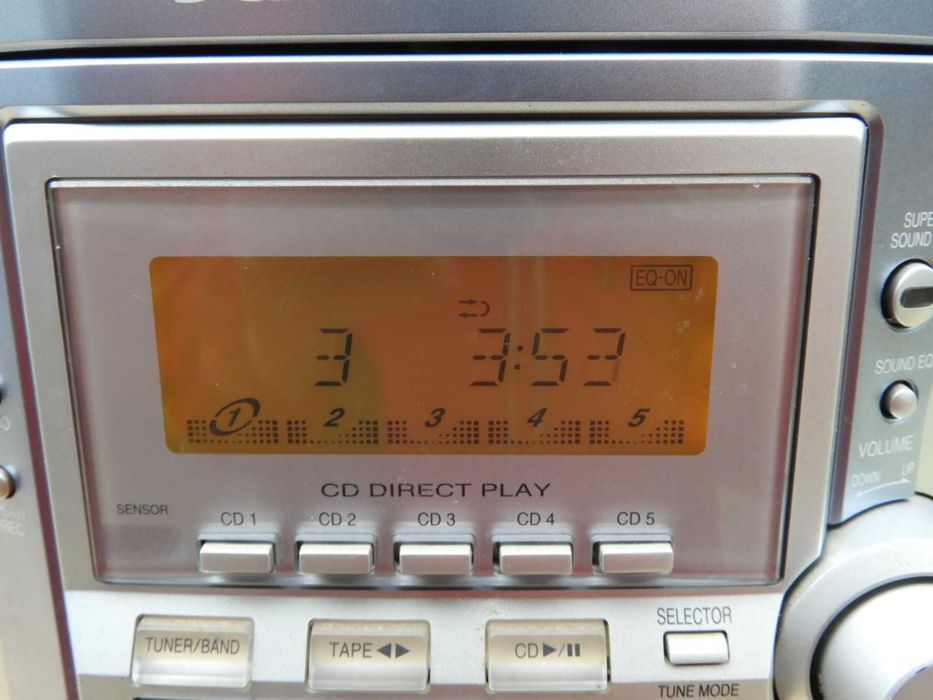 EQ-ON
3 3:53
1 2 3 4 5
CD DIRECT PLAY
SENSOR
CD 1 CD 2 CD 3 CD 4 CD 5
TUNER/BAND
TAPE ◀▶
CD ▶/❚❚
SELECTOR
TUNE MODE
SOUND
SOUND EQ
VOLUME
DOWN UP